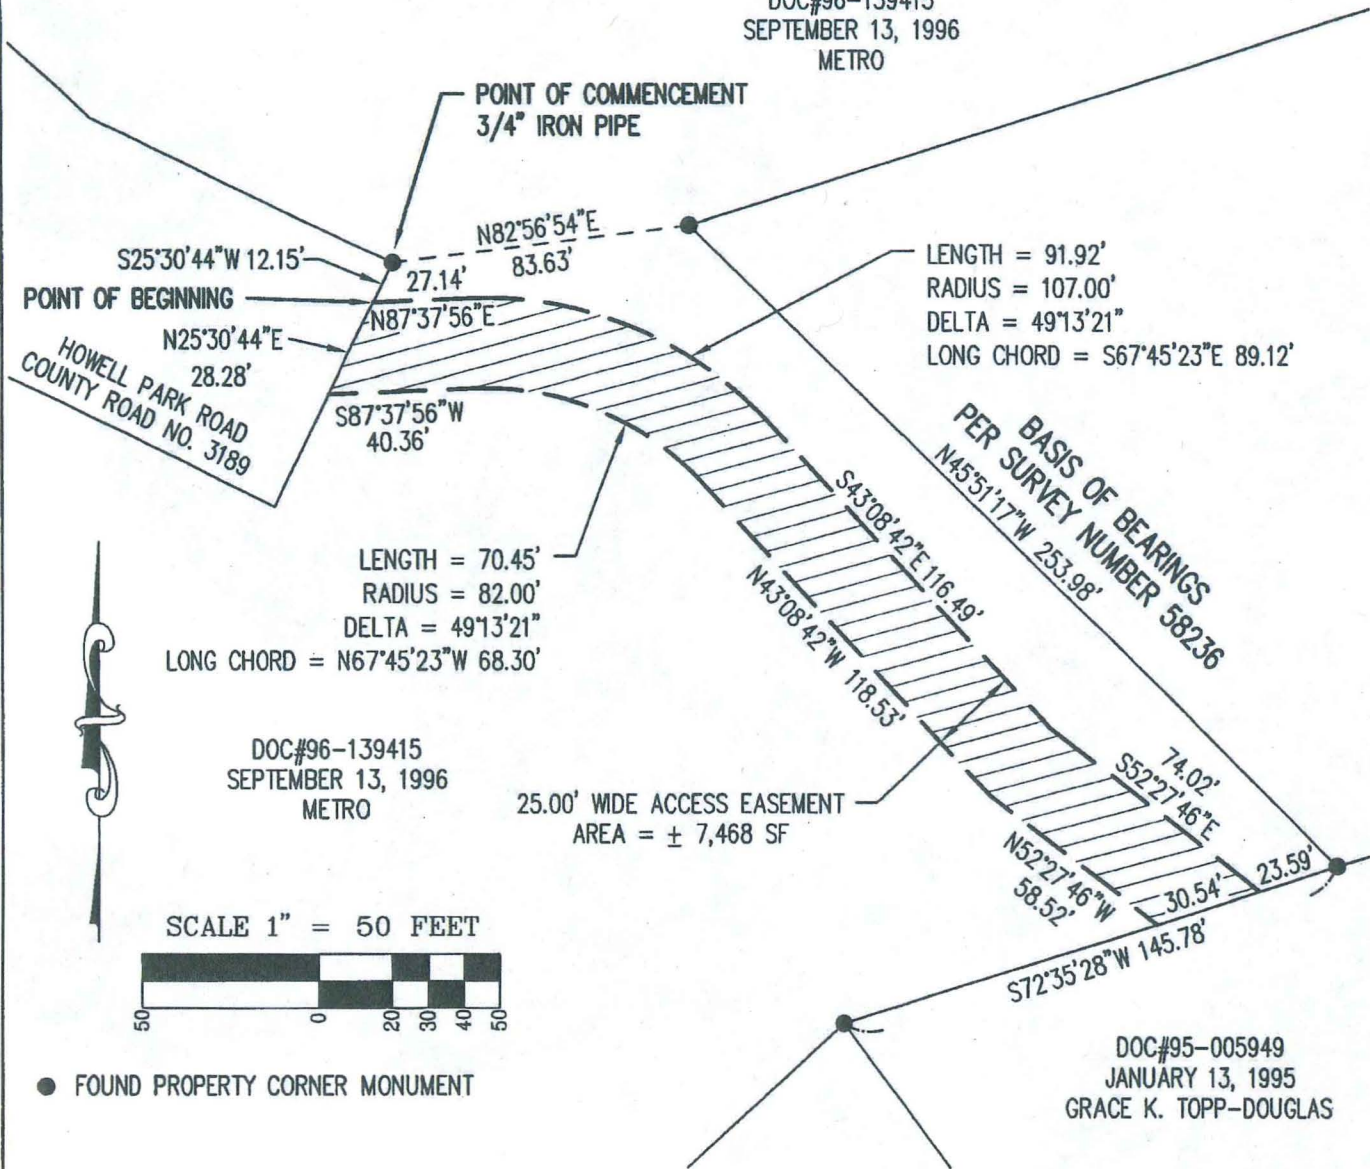 DOC#96-139415
SEPTEMBER 13, 1996
METRO
POINT OF COMMENCEMENT
3/4" IRON PIPE
N82°56'54"E
83.63'
S25°30'44"W 12.15'
27.14'
POINT OF BEGINNING
N87°37'56"E
N25°30'44"E
28.28'
HOWELL PARK ROAD
COUNTY ROAD NO. 3189
S87°37'56"W
40.36'
LENGTH = 91.92'
RADIUS = 107.00'
DELTA = 49°13'21"
LONG CHORD = S67°45'23"E 89.12'
BASIS OF BEARINGS
PER SURVEY NUMBER 58236
N45°51'17"W 253.98'
S43°08'42"E 116.49'
N43°08'42"W 118.53'
LENGTH = 70.45'
RADIUS = 82.00'
DELTA = 49°13'21"
LONG CHORD = N67°45'23"W 68.30'
DOC#96-139415
SEPTEMBER 13, 1996
METRO
25.00' WIDE ACCESS EASEMENT
AREA = ± 7,468 SF
74.02'
S52°27'46"E
N52°27'46"W
58.52'
30.54'
23.59'
S72°35'28"W 145.78'
SCALE 1" = 50 FEET
50 0 20 30 40 50
FOUND PROPERTY CORNER MONUMENT
DOC#95-005949
JANUARY 13, 1995
GRACE K. TOPP-DOUGLAS